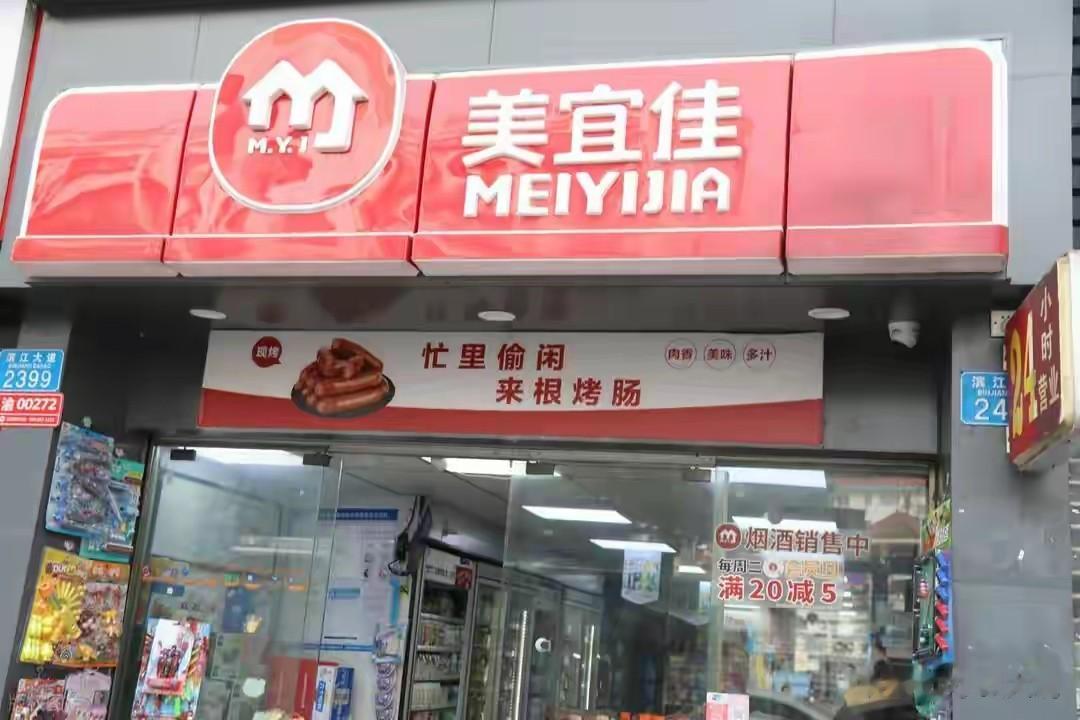 M.Y.J
美宜佳
MEIYIJIA
现烤
忙里偷闲
来根烤肠
肉香 美味 多汁
滨江大道
2399
渝00272
24小时营业
滨江
24
烟酒销售中
每周二
满20减5